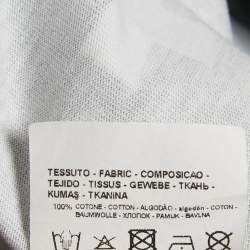 TESSUTO - FABRIC - COMPOSICAO -
TEJIDO - TISSUS - GEWEBE - ТКАНЬ -
KUMAŞ - TKANINA
100% COTONE - COTTON - ALGODÃO - algodón - COTON -
BAUMWOLLE - ХЛОПОК - PAMUK - BAVLNA